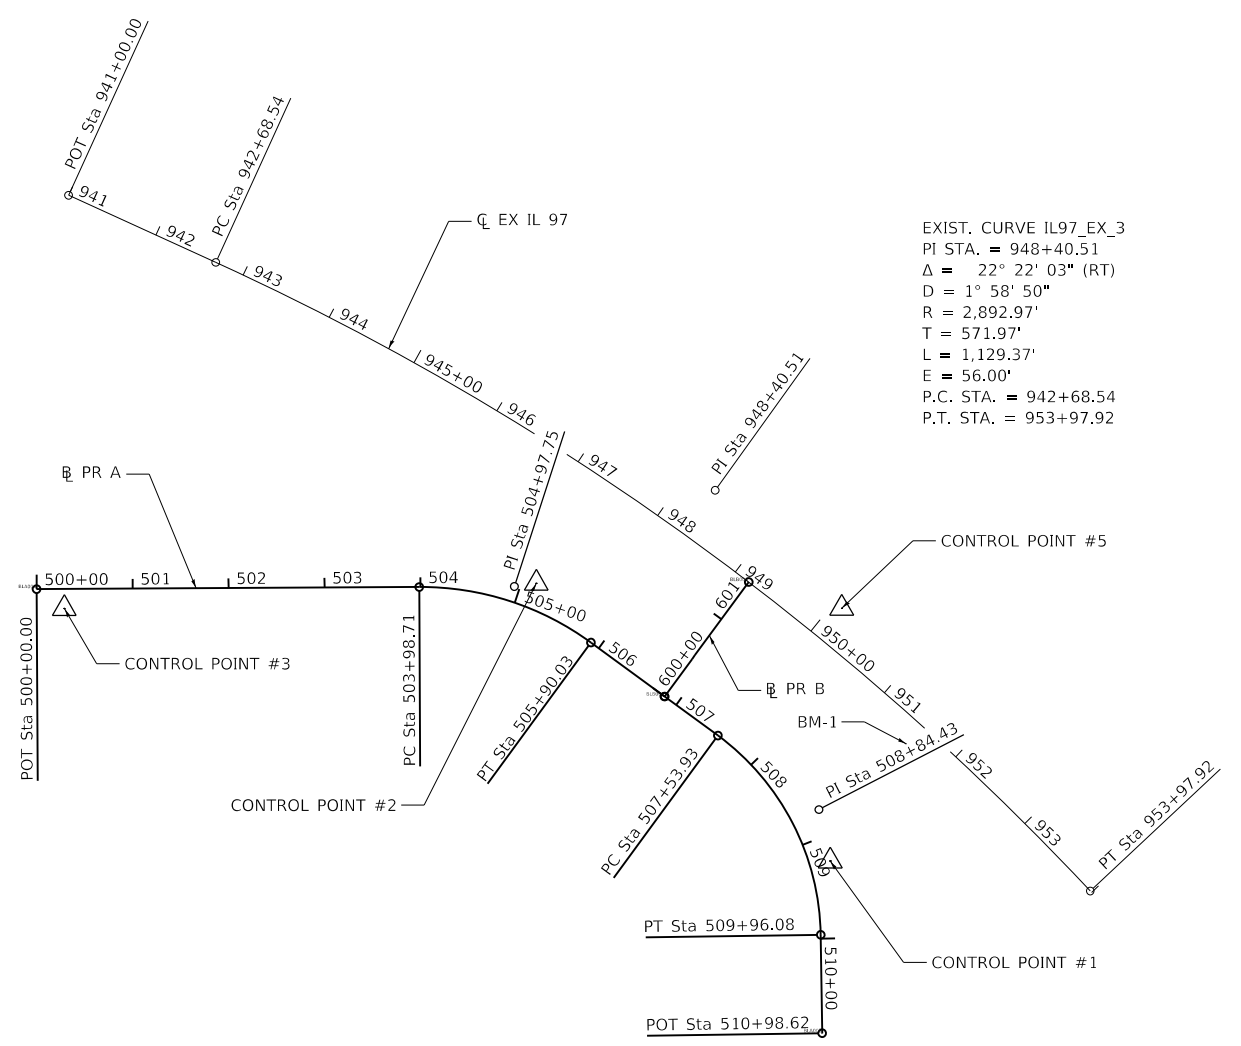 POT Sta 941+00.00
PC Sta 942+68.54
941
942
943
944
945+00
946
947
948
949
950+00
951
952
953
℄ EX IL 97
EXIST. CURVE IL97_EX_3
PI STA. = 948+40.51
Δ = 22° 22' 03" (RT)
D = 1° 58' 50"
R = 2,892.97'
T = 571.97'
L = 1,129.37'
E = 56.00'
P.C. STA. = 942+68.54
P.T. STA. = 953+97.92
PI Sta 948+40.51
PI Sta 504+97.75
BL PR A
CONTROL POINT #5
500+00
501
502
503
504
505+00
506
507
508
509
510+00
600+00
601
POT Sta 500+00.00
CONTROL POINT #3
PC Sta 503+98.71
PT Sta 505+90.03
BL PR B
BM-1
PI Sta 508+84.43
PT Sta 953+97.92
CONTROL POINT #2
PC Sta 507+53.93
PT Sta 509+96.08
CONTROL POINT #1
POT Sta 510+98.62